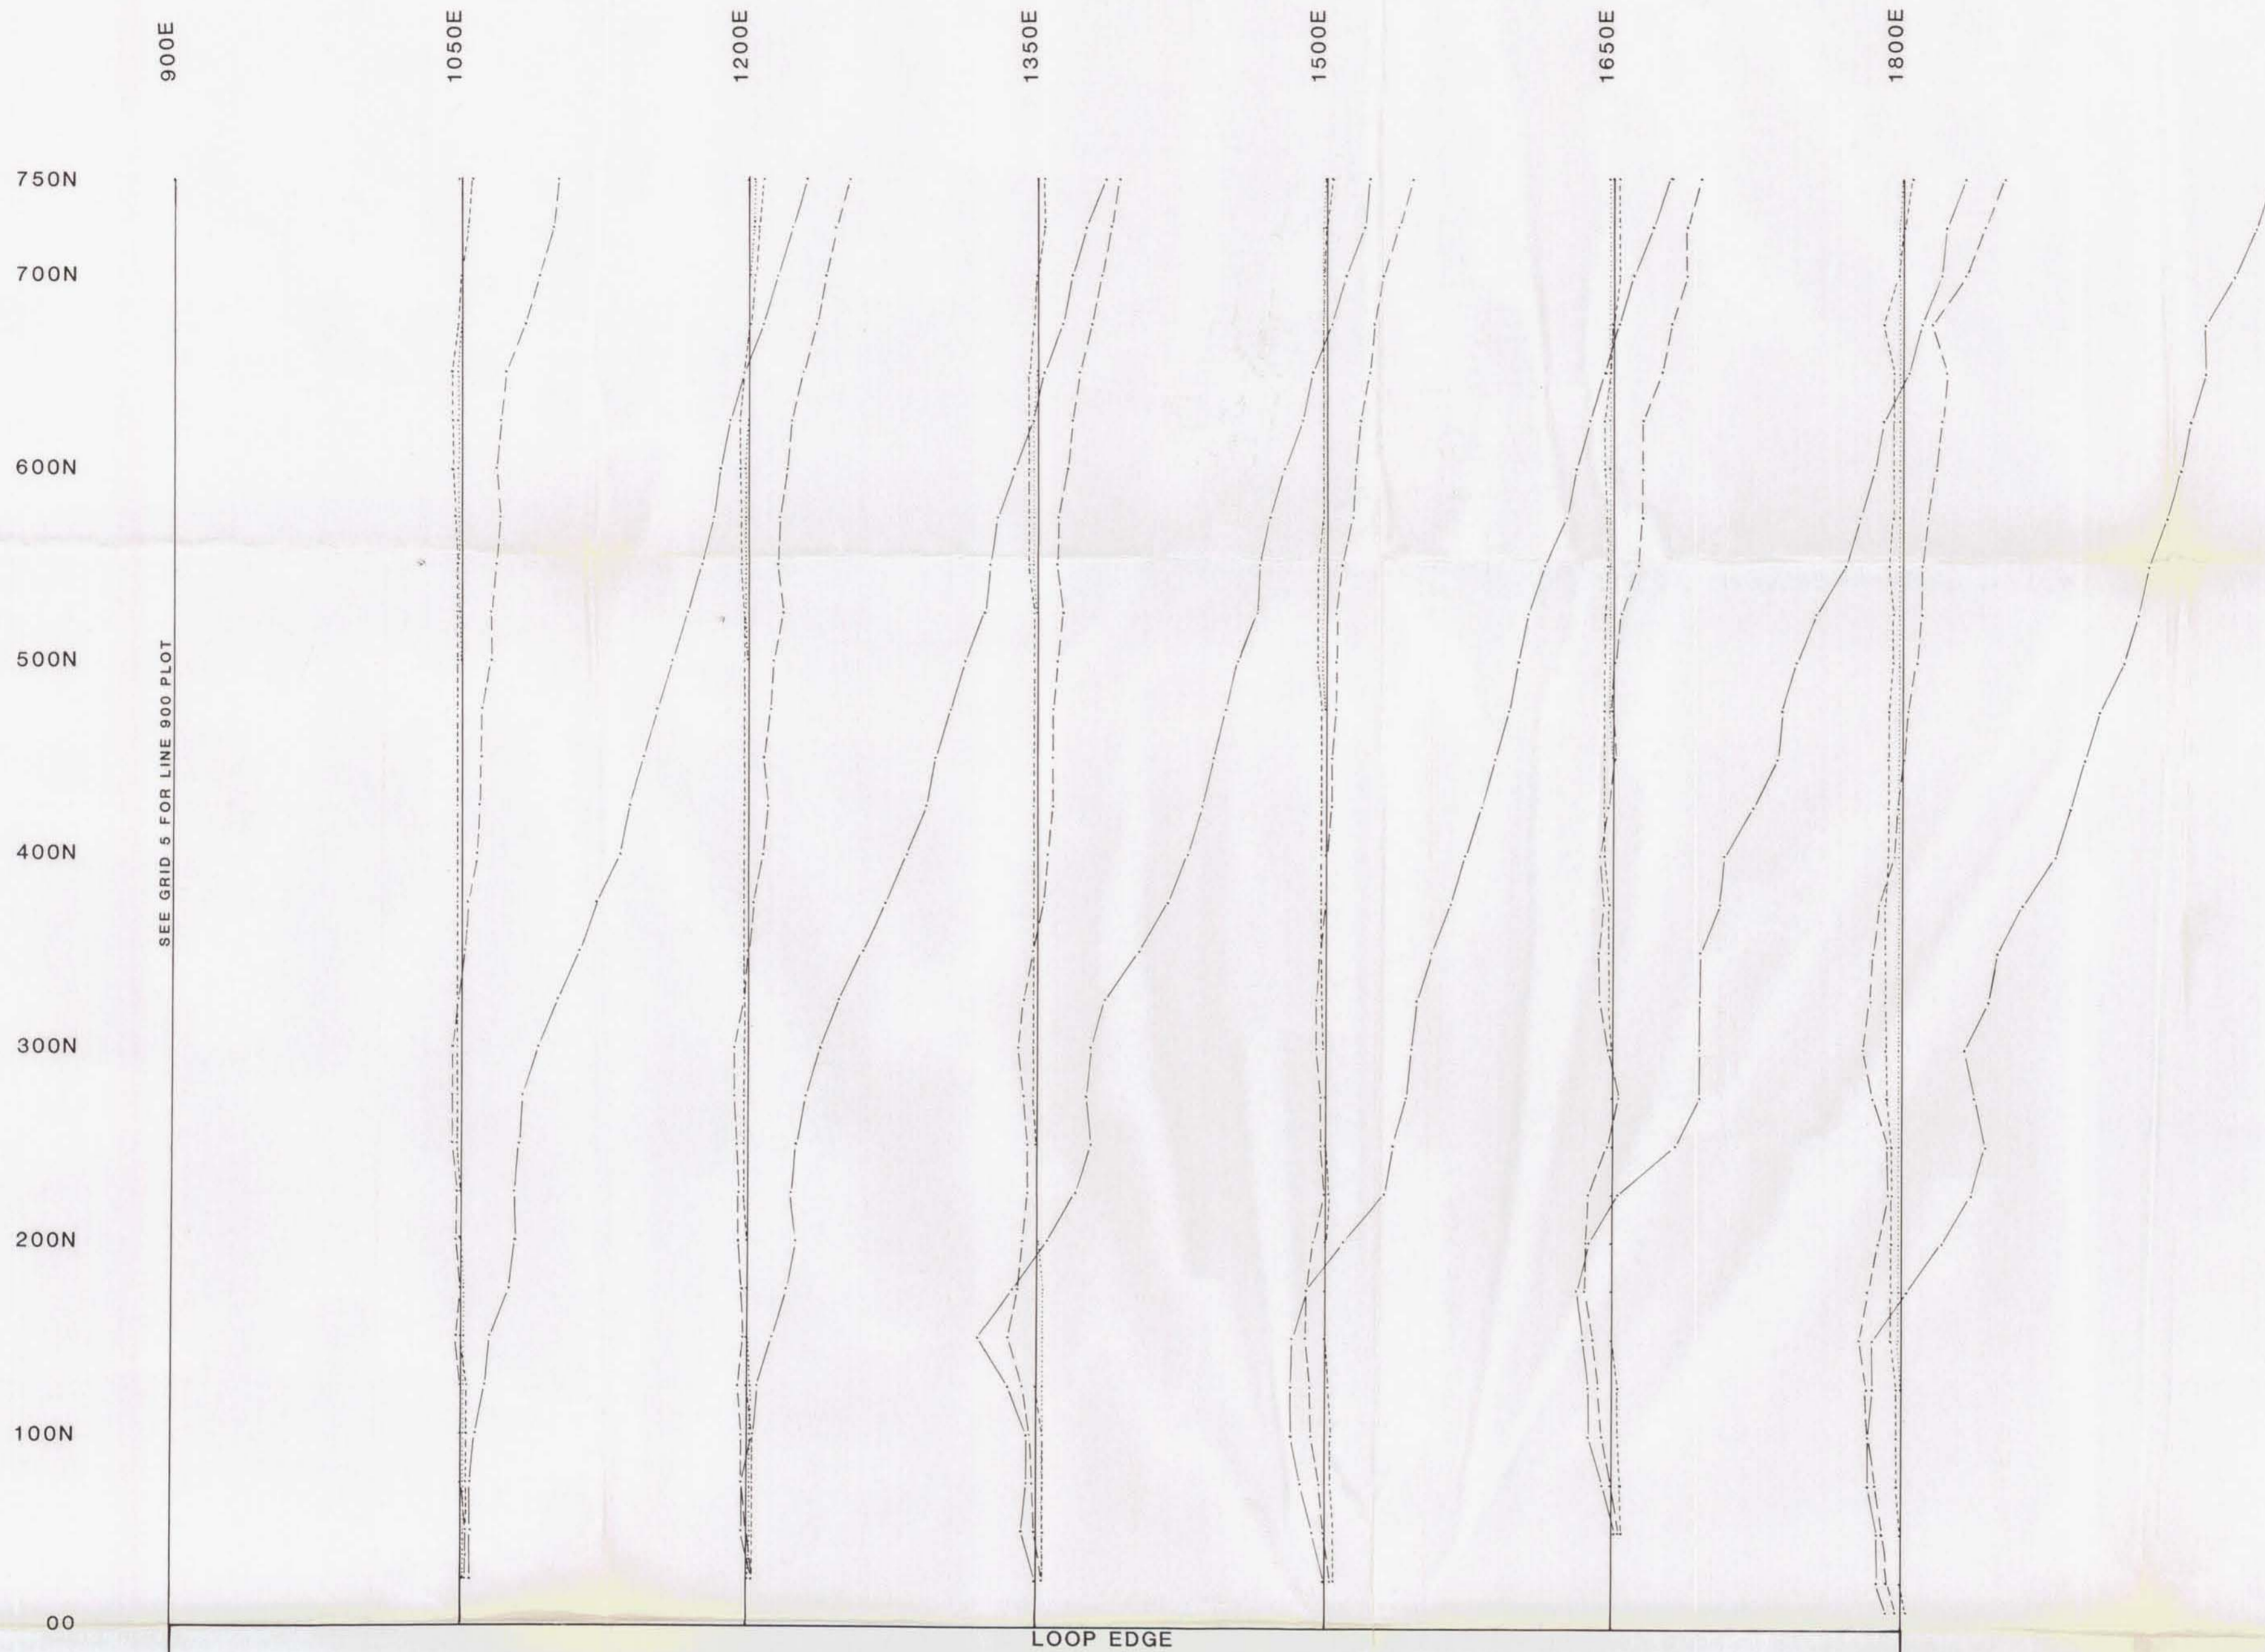 900E
1050E
1200E
1350E
1500E
1650E
1800E
750N
700N
600N
500N
400N
300N
200N
100N
00
SEE GRID 5 FOR LINE 900 PLOT
LOOP EDGE